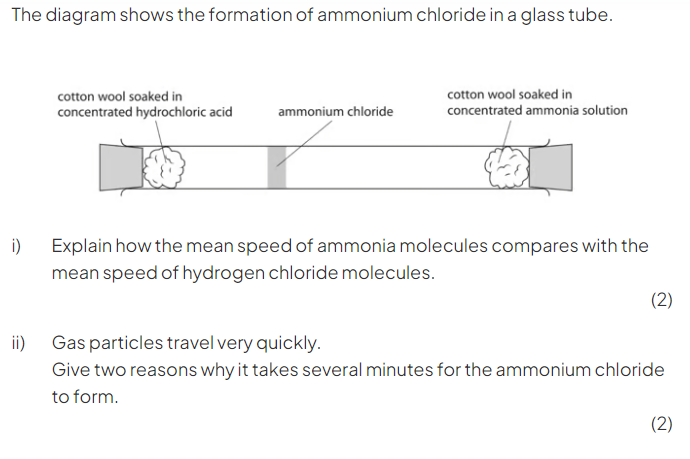 The diagram shows the formation of ammonium chloride in a glass tube.
cotton wool soaked in
concentrated hydrochloric acid
ammonium chloride
cotton wool soaked in
concentrated ammonia solution
i) Explain how the mean speed of ammonia molecules compares with the
mean speed of hydrogen chloride molecules.
(2)
ii) Gas particles travel very quickly.
Give two reasons why it takes several minutes for the ammonium chloride
to form.
(2)